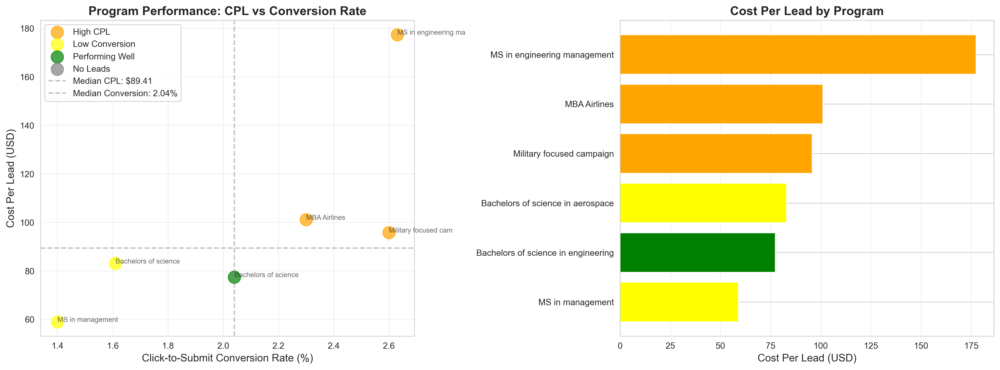 Program Performance: CPL vs Conversion Rate
High CPL
Low Conversion
Performing Well
No Leads
Median CPL: $89.41
Median Conversion: 2.04%
MS in engineering ma
MBA Airlines
Military focused cam
Bachelors of science
Bachelors of science
MS in management
Cost Per Lead (USD)
180
160
140
120
100
80
60
1.4 1.6 1.8 2.0 2.2 2.4 2.6
Click-to-Submit Conversion Rate (%)
Cost Per Lead by Program
MS in engineering management
MBA Airlines
Military focused campaign
Bachelors of science in aerospace
Bachelors of science in engineering
MS in management
0 25 50 75 100 125 150 175
Cost Per Lead (USD)